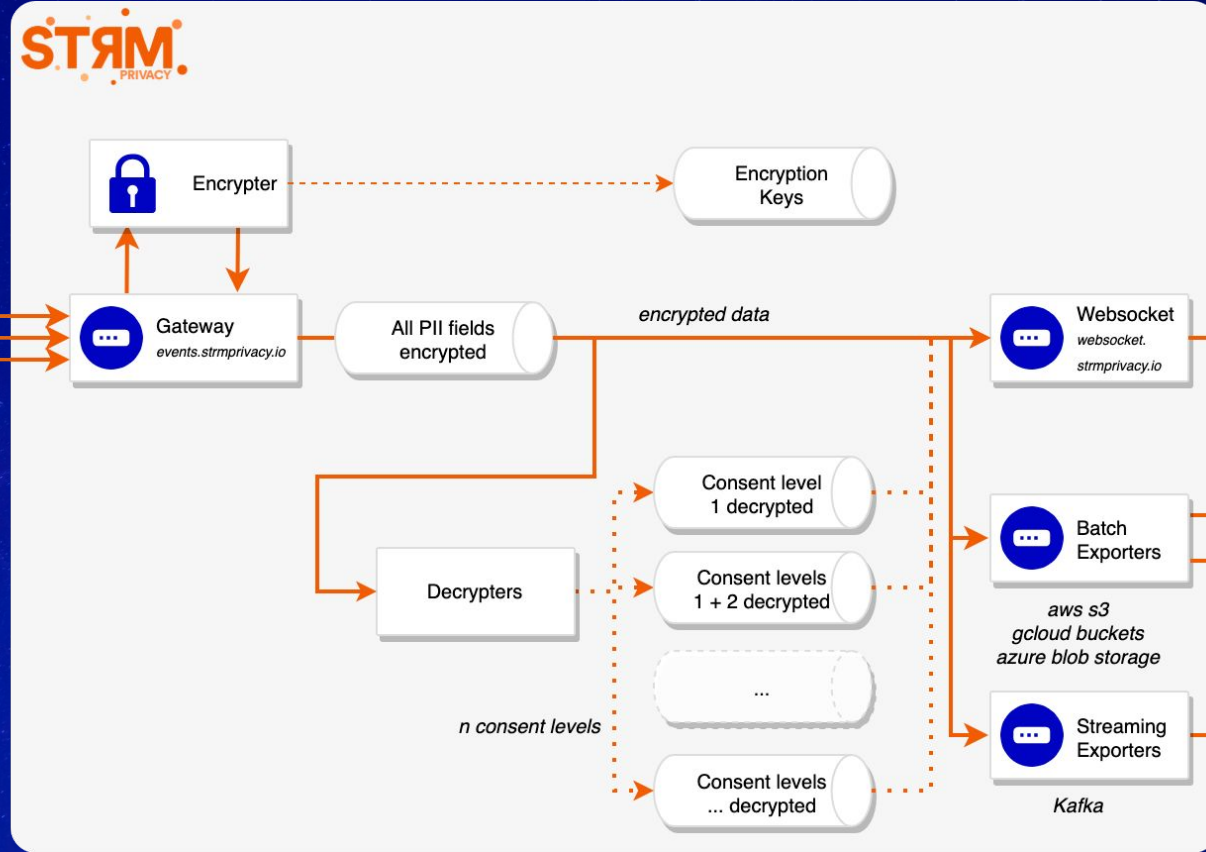 STЯM
PRIVACY
Encrypter
Encryption
Keys
Gateway
events.strmprivacy.io
All PII fields
encrypted
encrypted data
Websocket
websocket.
strmprivacy.io
Consent level
1 decrypted
Batch
Exporters
Decrypters
Consent levels
1 + 2 decrypted
aws s3
gcloud buckets
azure blob storage
...
n consent levels
Streaming
Exporters
Consent levels
... decrypted
Kafka